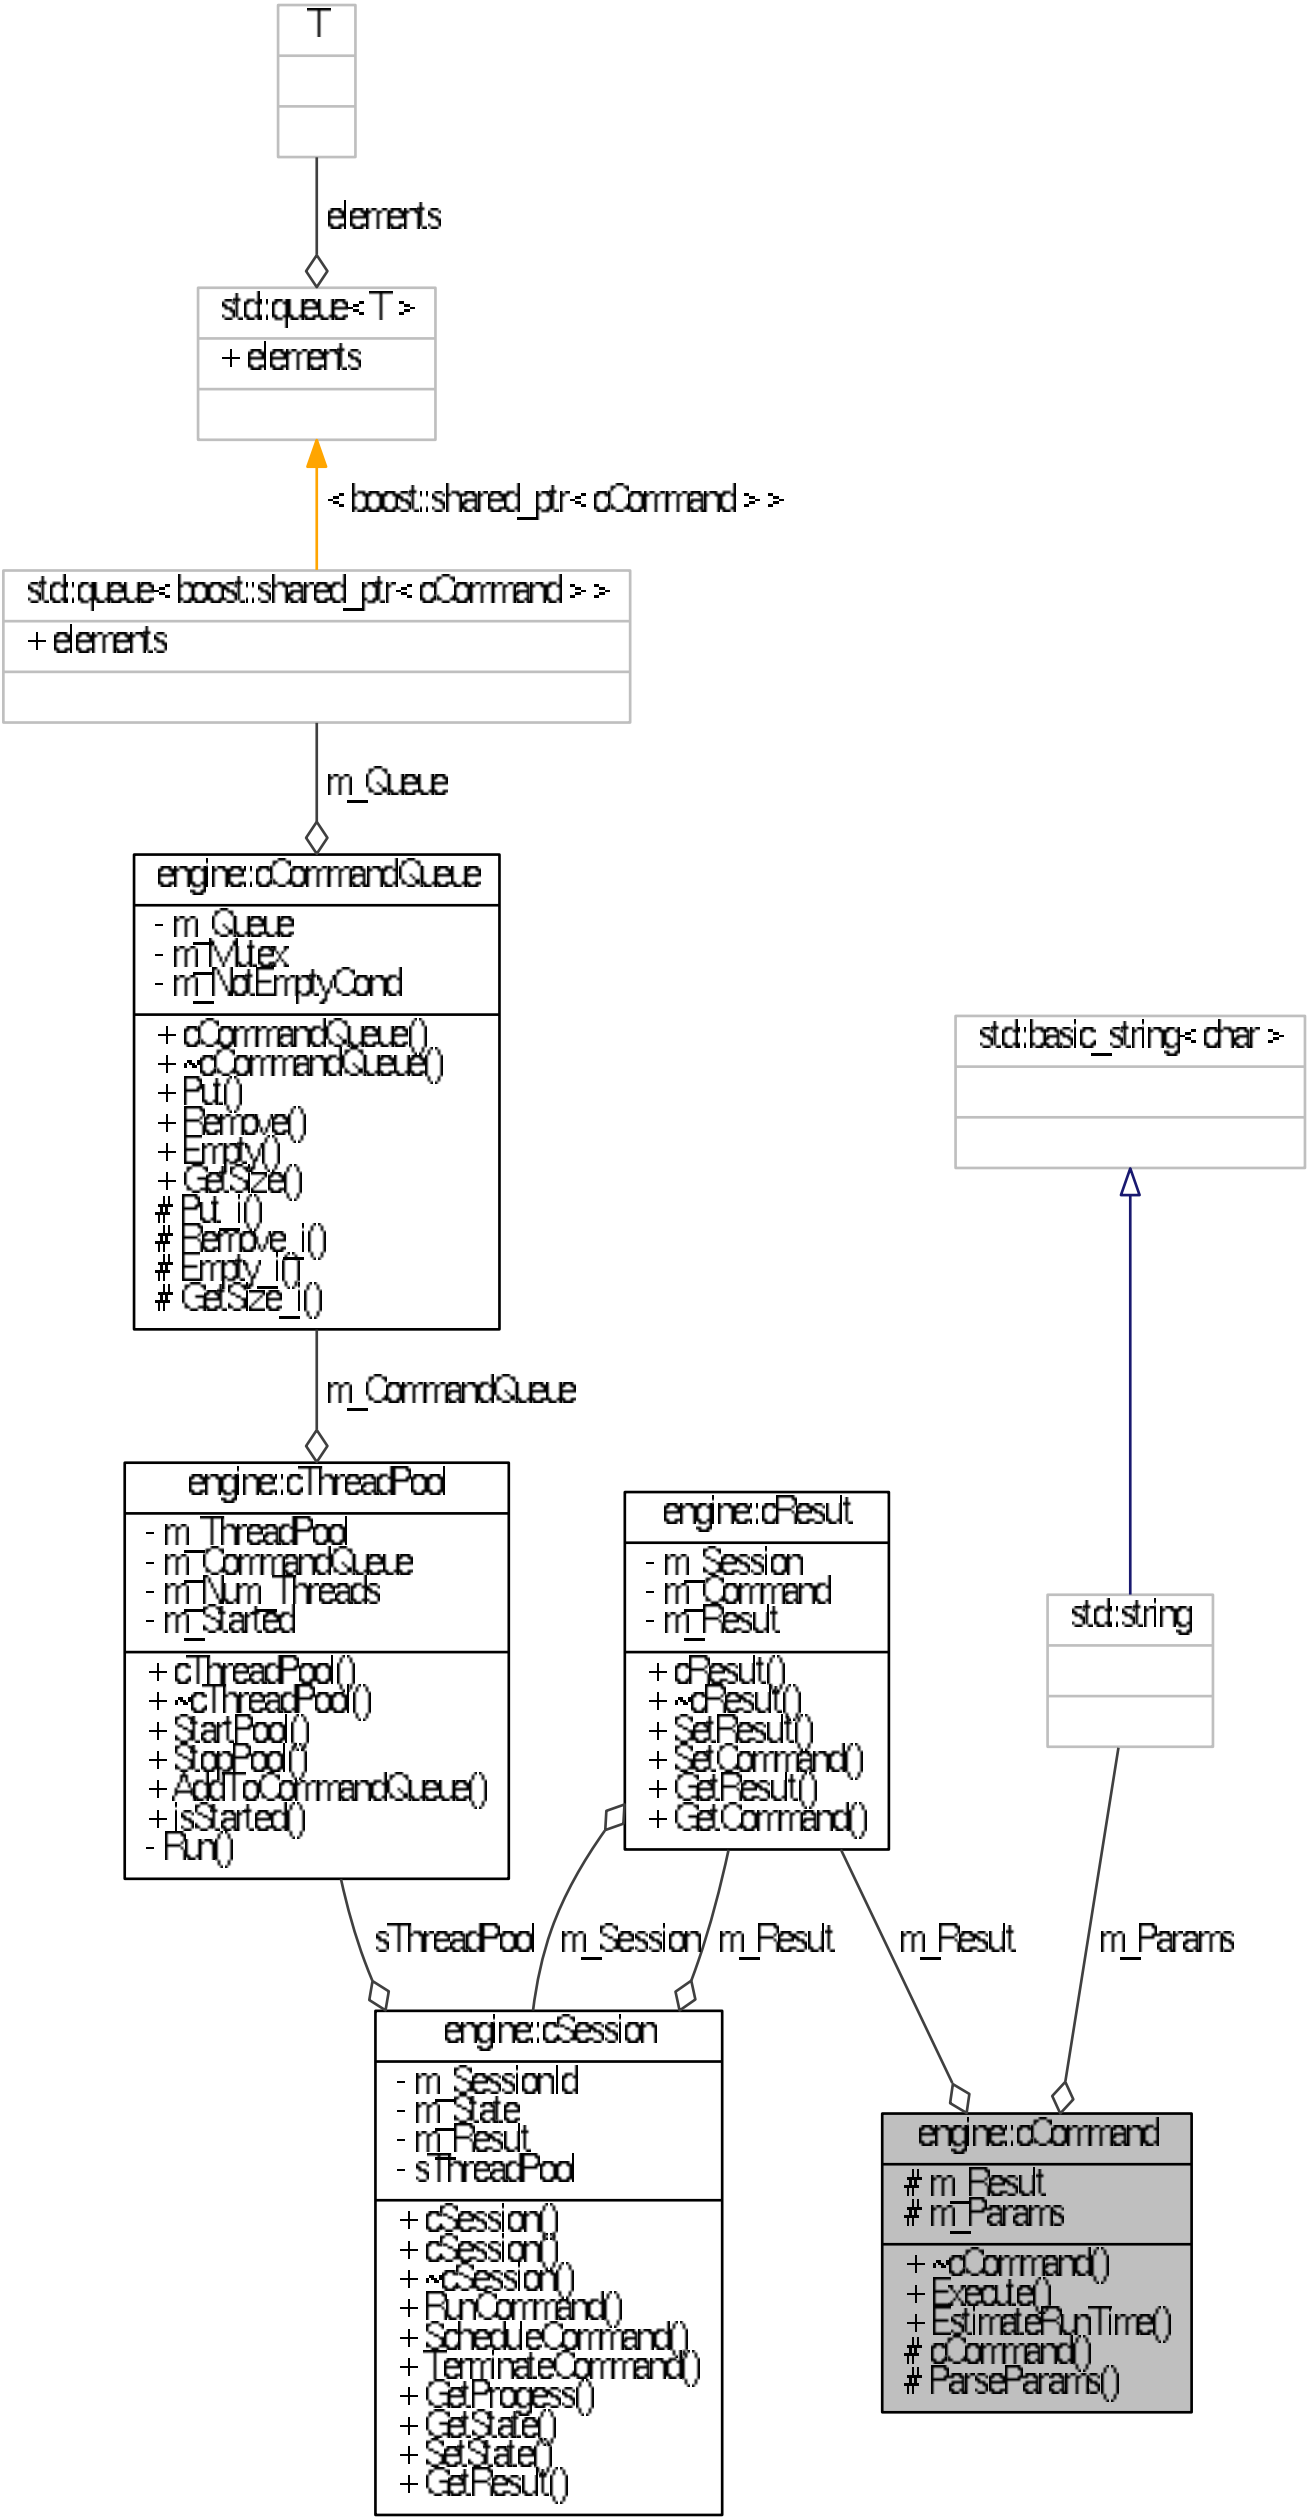 T
elements
std::queue< T >
+ elements
< boost::shared_ptr< cCommand > >
std::queue< boost::shared_ptr< cCommand > >
+ elements
m_Queue
engine::cCommandQueue
- m_Queue
- m_Mutex
- m_NotEmptyCond
+ cCommandQueue()
+ ~cCommandQueue()
+ Put()
+ Remove()
+ Empty()
+ GetSize()
# Put_i()
# Remove_i()
# Empty_i()
# GetSize_i()
m_CommandQueue
engine::cThreadPool
- m_ThreadPool
- m_CommandQueue
- m_Num_Threads
- m_Started
+ cThreadPool()
+ ~cThreadPool()
+ StartPool()
+ StopPool()
+ AddToCommandQueue()
+ isStarted()
- Run()
engine::cResult
- m_Session
- m_Command
- m_Result
+ cResult()
+ ~cResult()
+ SetResult()
+ SetCommand()
+ GetResult()
+ GetCommand()
std::basic_string< char >
std::string
sThreadPool
m_Session
m_Result
m_Result
m_Params
engine::cSession
- m_SessionId
- m_State
- m_Result
- sThreadPool
+ cSession()
+ cSession()
+ ~cSession()
+ RunCommand()
+ ScheduleCommand()
+ TerminateCommand()
+ GetProgess()
+ GetState()
+ SetState()
+ GetResult()
engine::cCommand
# m_Result
# m_Params
+ ~cCommand()
+ Execute()
+ EstimateRunTime()
# cCommand()
# ParseParams()